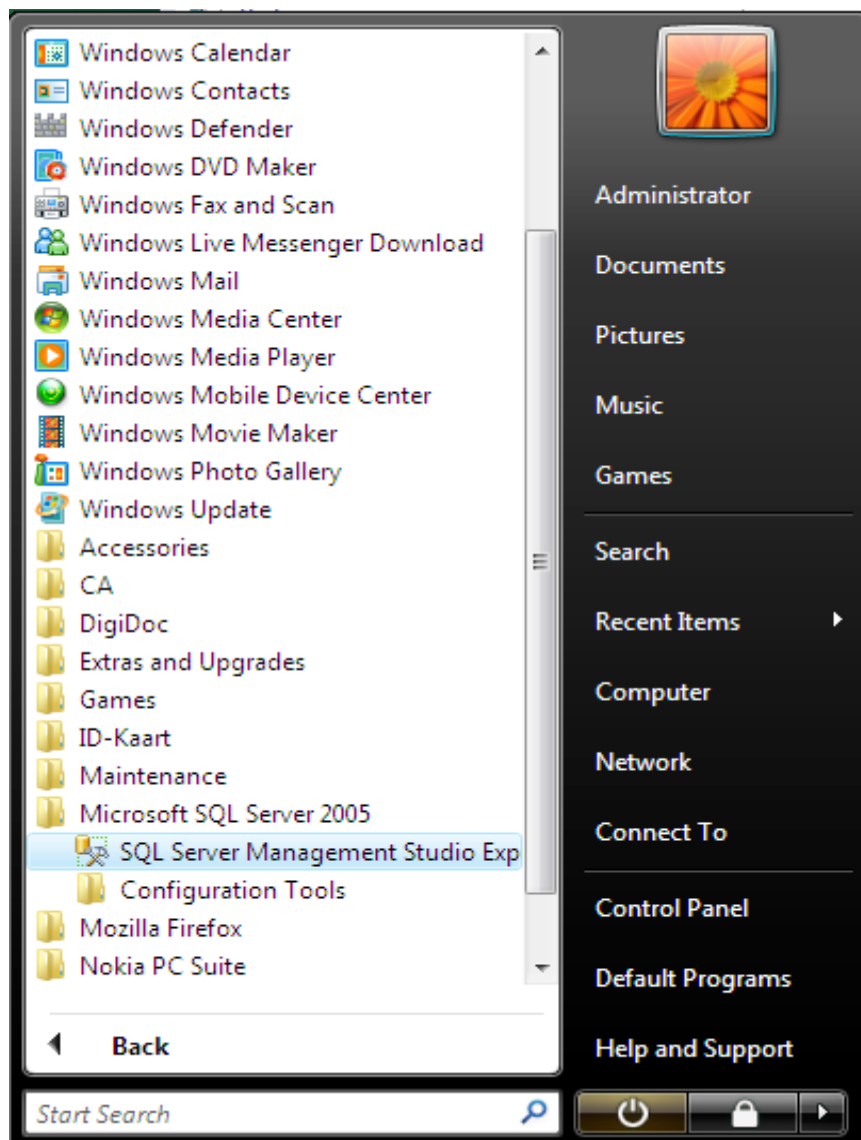 Windows Calendar
Windows Contacts
Windows Defender
Windows DVD Maker
Windows Fax and Scan
Windows Live Messenger Download
Windows Mail
Windows Media Center
Windows Media Player
Windows Mobile Device Center
Windows Movie Maker
Windows Photo Gallery
Windows Update
Accessories
CA
DigiDoc
Extras and Upgrades
Games
ID-Kaart
Maintenance
Microsoft SQL Server 2005
SQL Server Management Studio Exp
Configuration Tools
Mozilla Firefox
Nokia PC Suite
Back
Start Search
Administrator
Documents
Pictures
Music
Games
Search
Recent Items
Computer
Network
Connect To
Control Panel
Default Programs
Help and Support